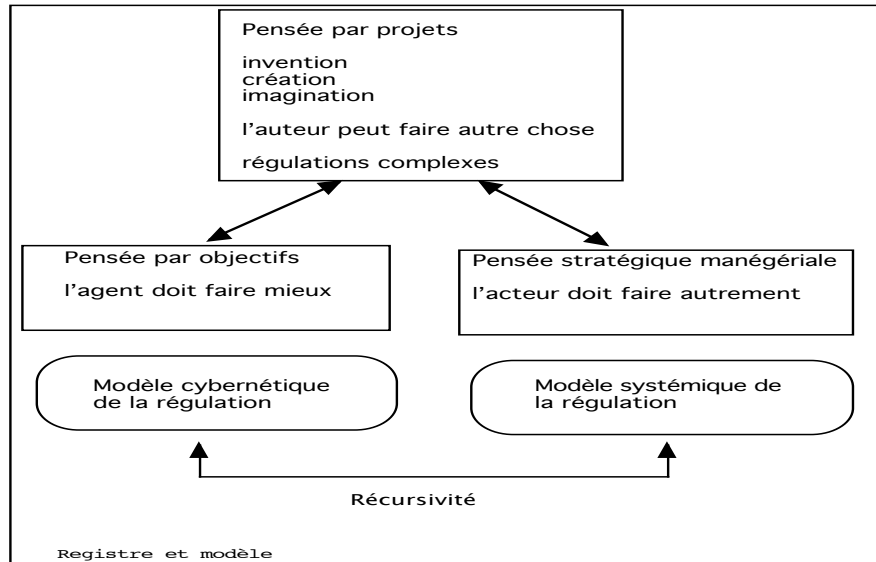 Pensée par projets
invention
création
imagination
l'auteur peut faire autre chose
régulations complexes
Pensée par objectifs
l'agent doit faire mieux
Pensée stratégique manégériale
l'acteur doit faire autrement
Modèle cybernétique
de la régulation
Modèle systémique de
la régulation
Récursivité
Registre et modèle